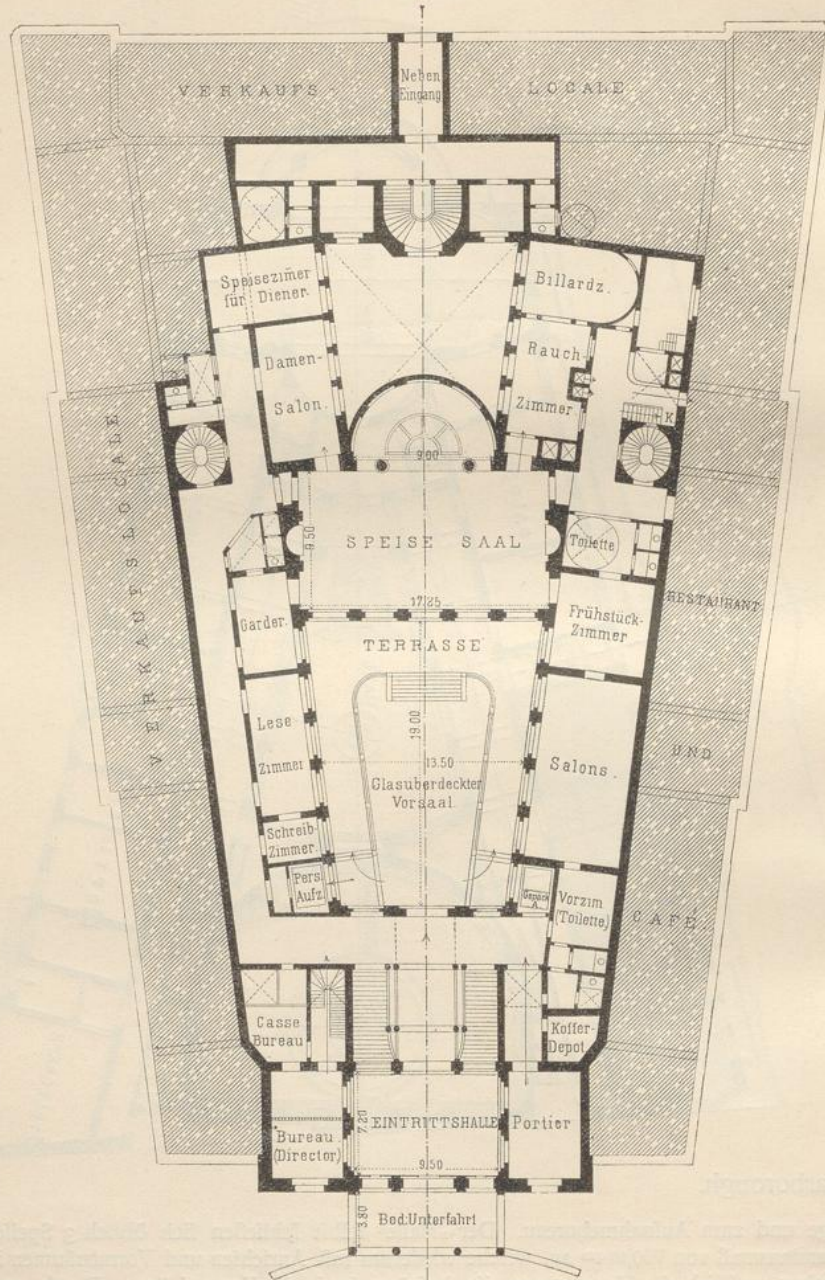 VERKAUFS-
Neben
Eingang
LOCALE
Speisezim̄er
für Diener.
Billardz.
Damen-
Salon.
Rauch-
Zimmer
K
9.00
VERKAUFSLOCALE
9.50
SPEISE SAAL
Toilette
17.25
RESTAURANT
Garder.
Frühstück-
Zimmer
TERRASSE
Lese
Zimmer
19.00
13.50
Glasüberdeckter
Vorsaal
Salons.
UND
Schreib-
Zimmer.
Pers.
Aufz
Gepäck
A.
Vorzim
(Toilette)
CAFÉ.
Casse
Bureau
Koffer-
Depot
7.20
EINTRITTSHALLE
Portier
Bureau
(Director)
9.50
3.80
Bed.Unterfahrt